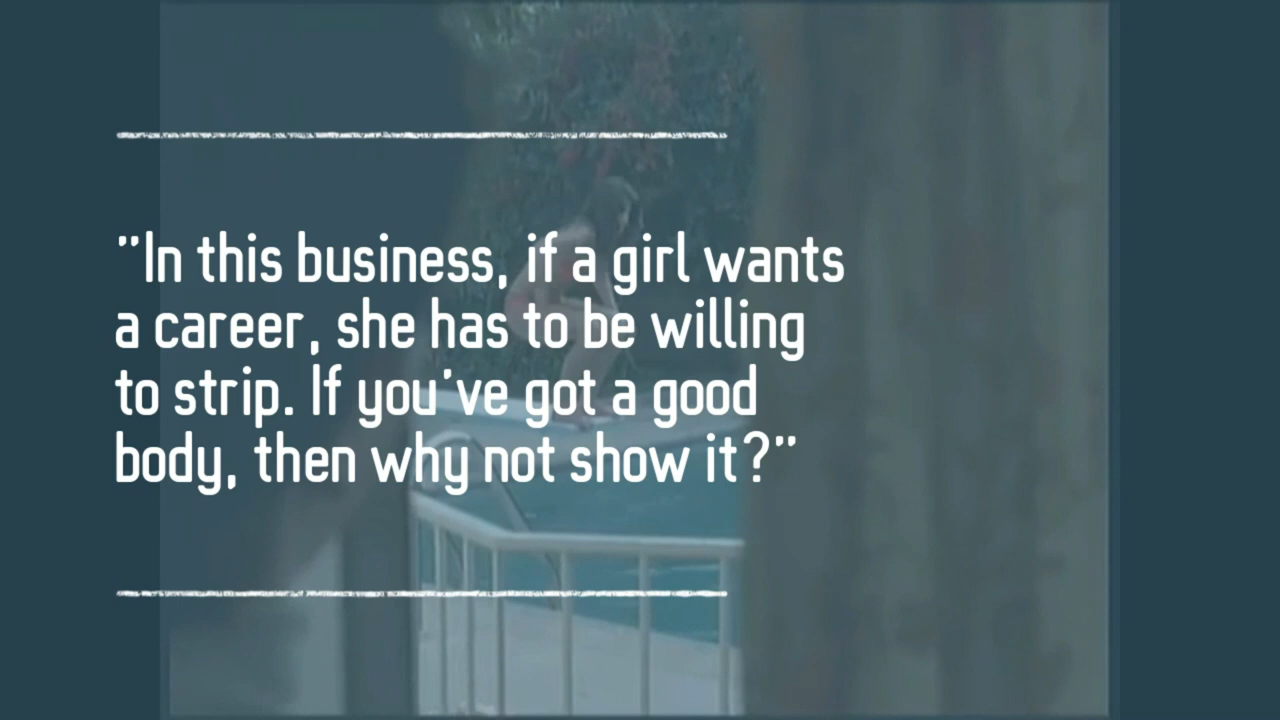 "In this business, if a girl wants
a career, she has to be willing
to strip. If you've got a good
body, then why not show it?"